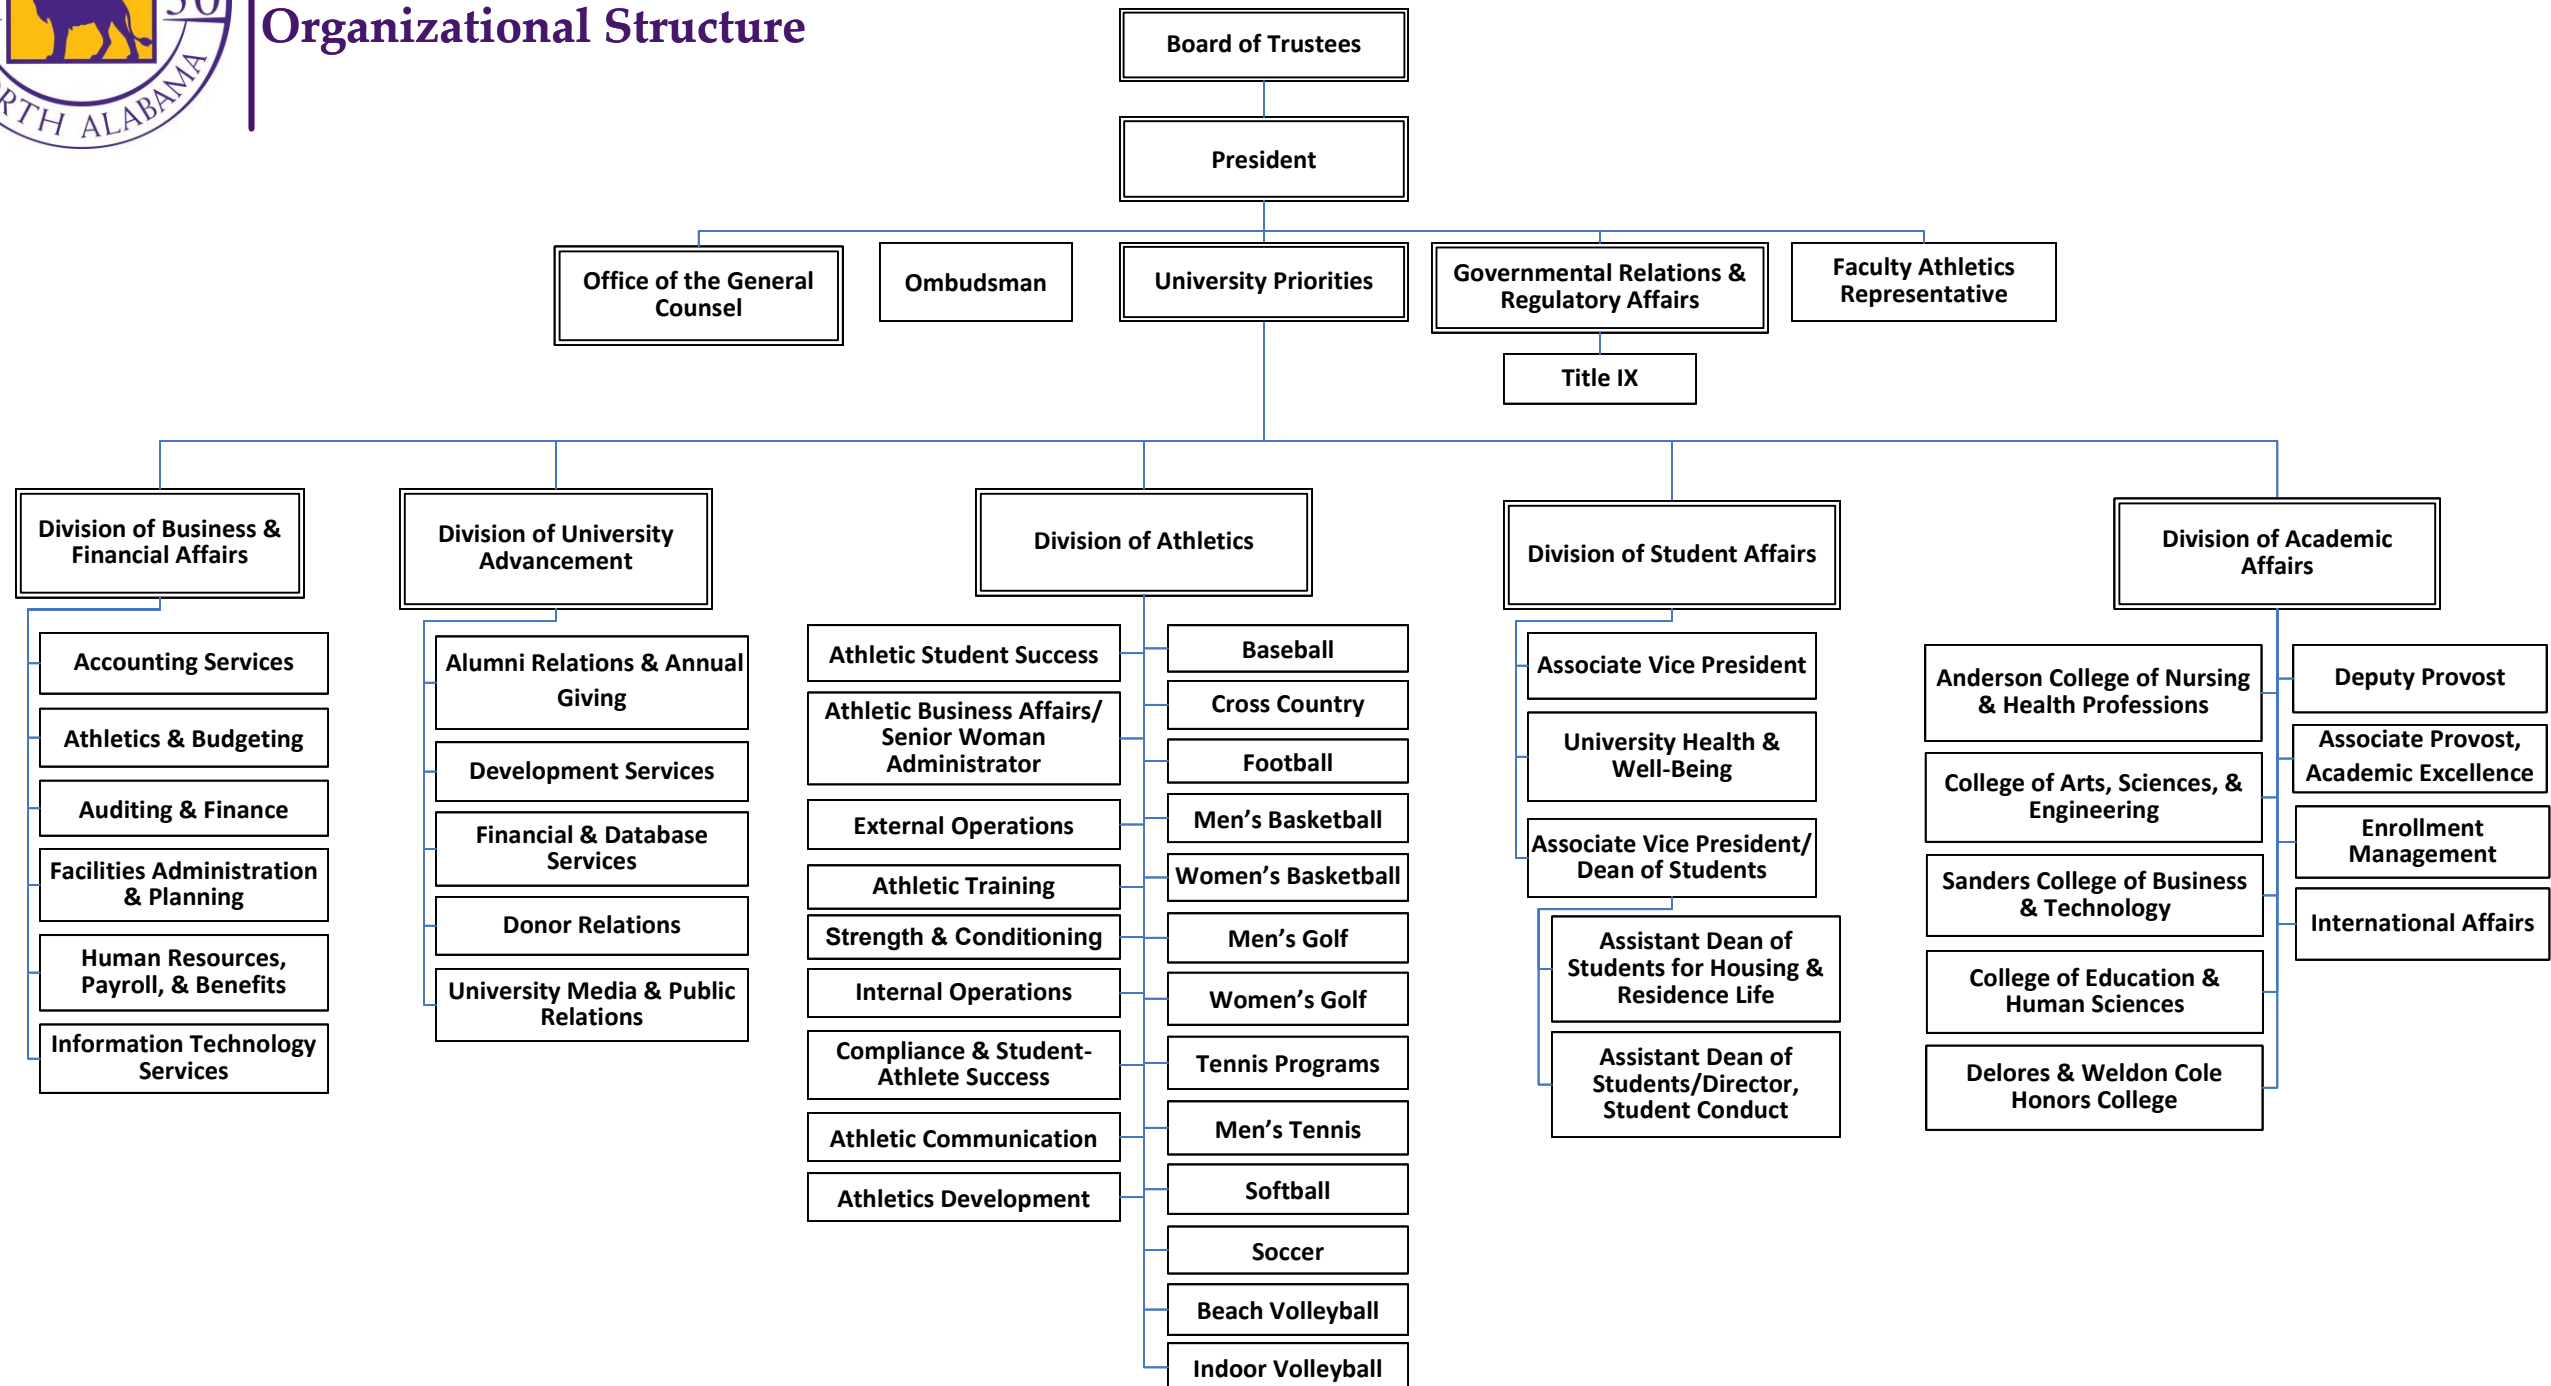 Organizational Structure
RTH ALABAMA
Board of Trustees
President
Office of the General
Counsel
Ombudsman
University Priorities
Governmental Relations &
Regulatory Affairs
Faculty Athletics
Representative
Title IX
Division of Business &
Financial Affairs
Accounting Services
Athletics & Budgeting
Auditing & Finance
Facilities Administration
& Planning
Human Resources,
Payroll, & Benefits
Information Technology
Services
Division of University
Advancement
Alumni Relations & Annual
Giving
Development Services
Financial & Database
Services
Donor Relations
University Media & Public
Relations
Division of Athletics
Athletic Student Success
Athletic Business Affairs/
Senior Woman
Administrator
External Operations
Athletic Training
Strength & Conditioning
Internal Operations
Compliance & Student-
Athlete Success
Athletic Communication
Athletics Development
Baseball
Cross Country
Football
Men’s Basketball
Women’s Basketball
Men’s Golf
Women’s Golf
Tennis Programs
Men’s Tennis
Softball
Soccer
Beach Volleyball
Indoor Volleyball
Division of Student Affairs
Associate Vice President
University Health &
Well-Being
Associate Vice President/
Dean of Students
Assistant Dean of
Students for Housing &
Residence Life
Assistant Dean of
Students/Director,
Student Conduct
Division of Academic
Affairs
Anderson College of Nursing
& Health Professions
College of Arts, Sciences, &
Engineering
Sanders College of Business
& Technology
College of Education &
Human Sciences
Delores & Weldon Cole
Honors College
Deputy Provost
Associate Provost,
Academic Excellence
Enrollment
Management
International Affairs